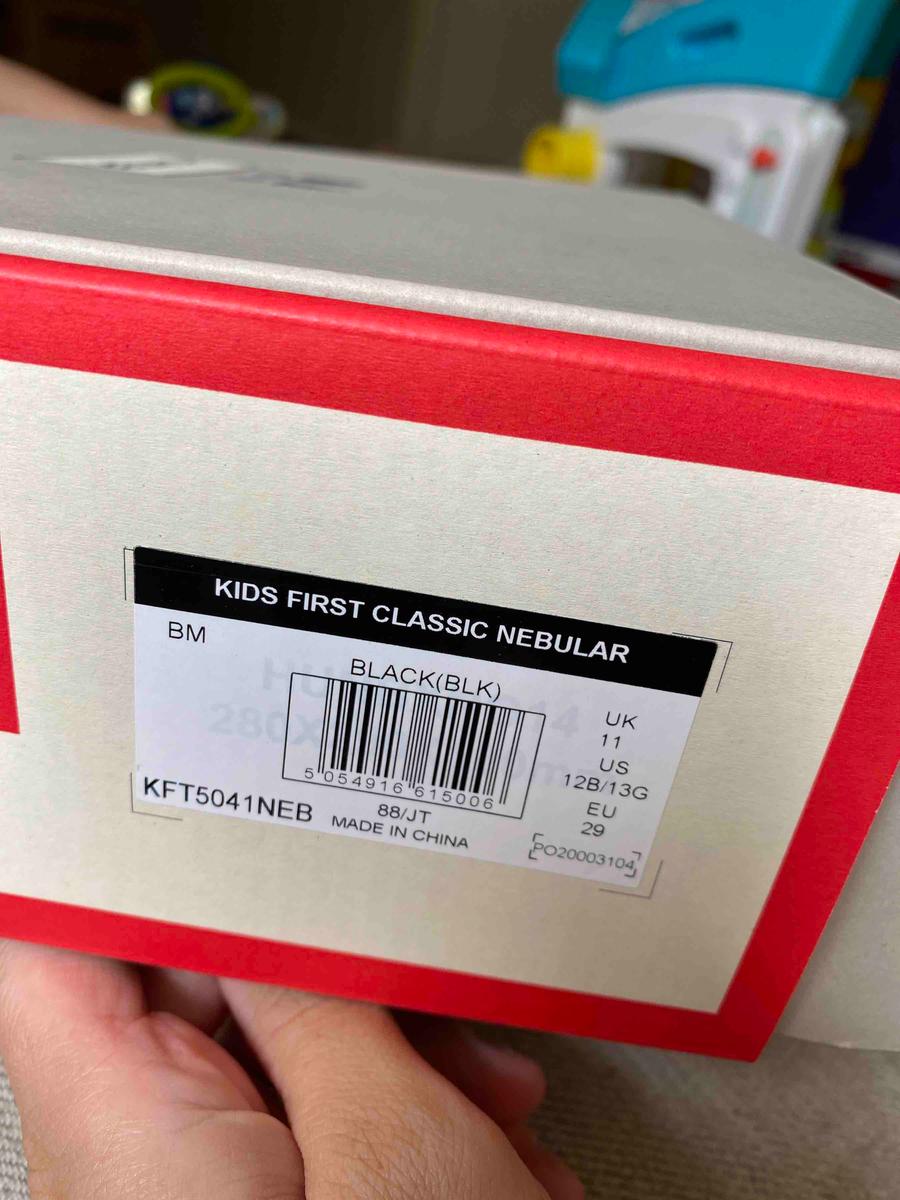 KIDS FIRST CLASSIC NEBULAR
BM
BLACK(BLK)
5 054916 615006
KFT5041NEB
88/JT
MADE IN CHINA
UK
11
US
12B/13G
EU
29
PO20003104